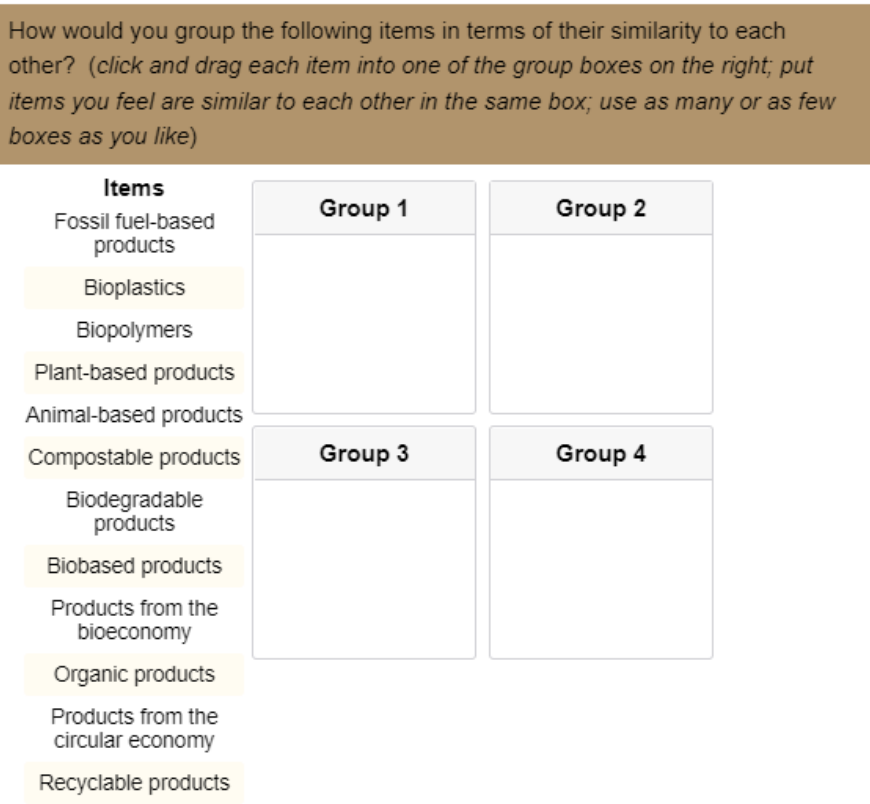 How would you group the following items in terms of their similarity to each
other? (click and drag each item into one of the group boxes on the right; put
items you feel are similar to each other in the same box; use as many or as few
boxes as you like)
Items
Fossil fuel-based
products
Bioplastics
Biopolymers
Plant-based products
Animal-based products
Compostable products
Biodegradable
products
Biobased products
Products from the
bioeconomy
Organic products
Products from the
circular economy
Recyclable products
Group 1
Group 2
Group 3
Group 4